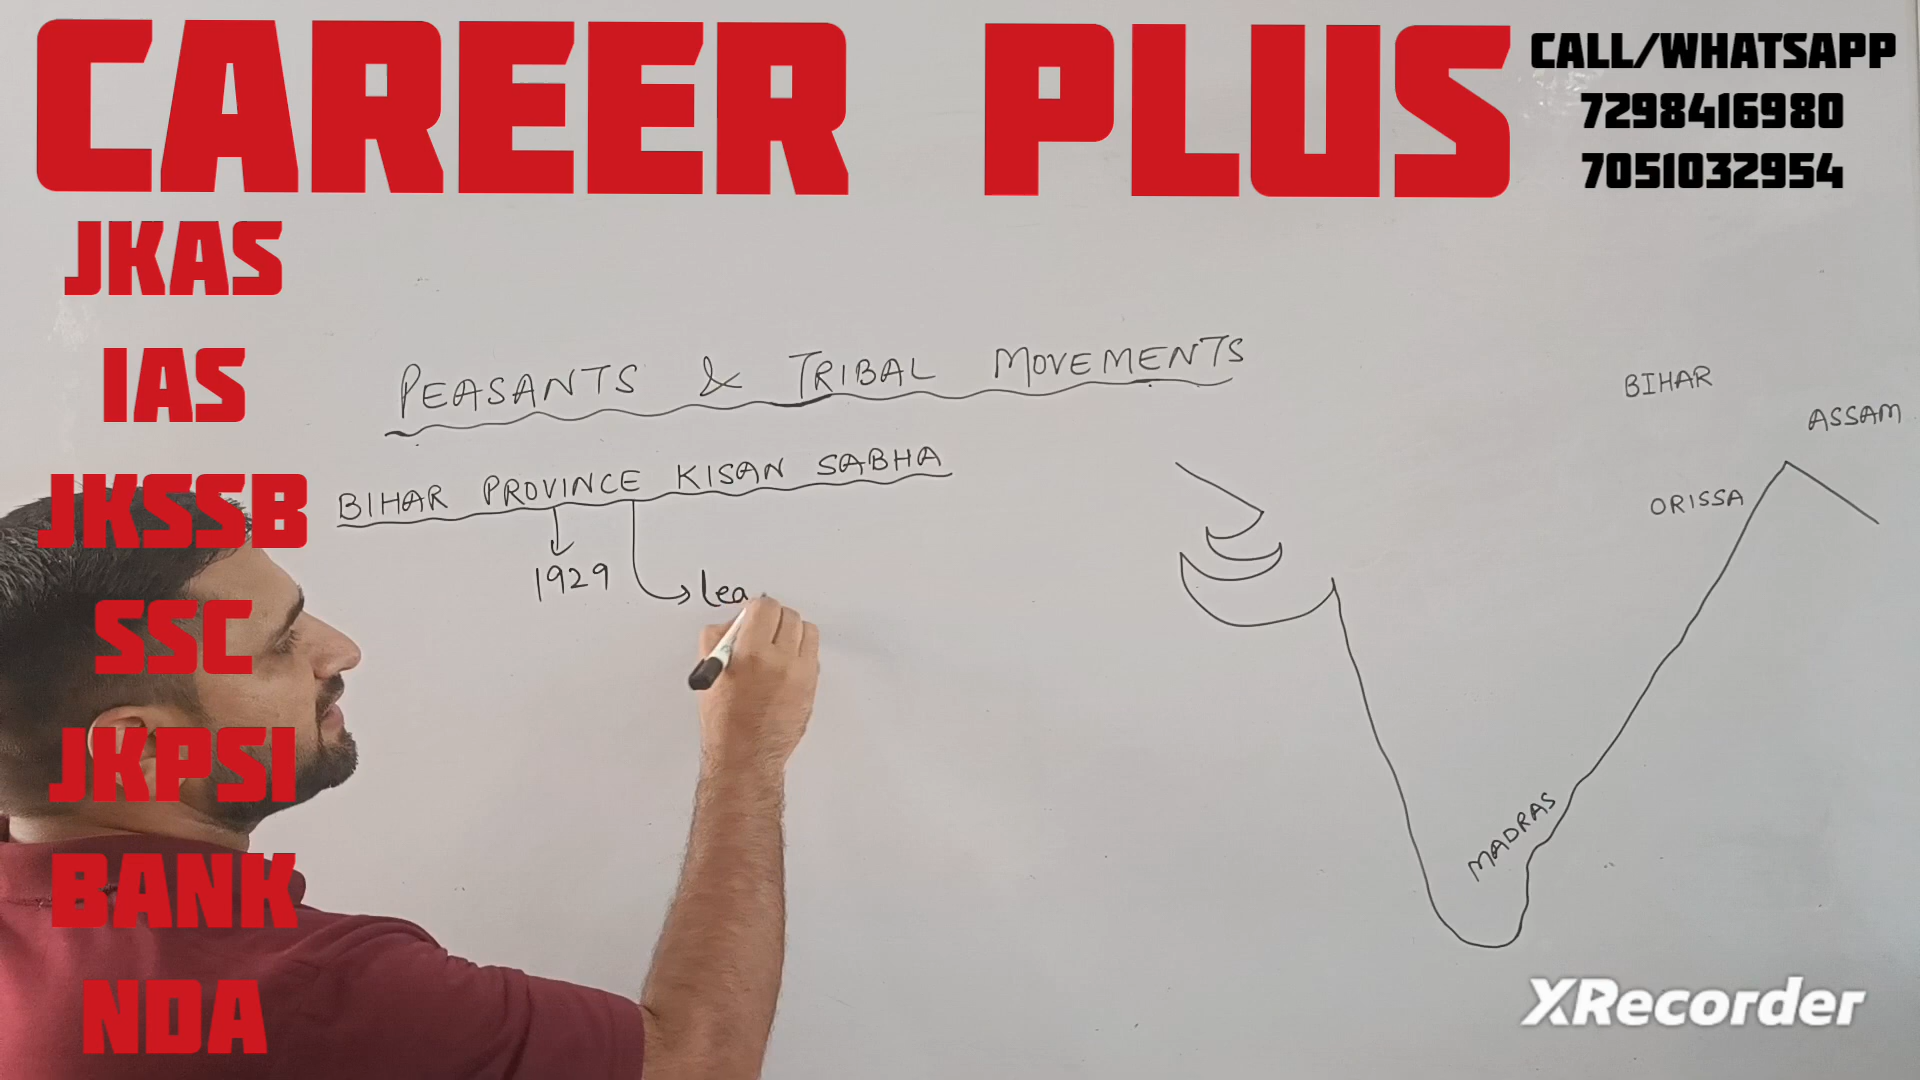 CAREER PLUS
CALL/WHATSAPP
7298416980
7051032954
JKAS
IAS
JKSSB
SSC
JKPSI
BANK
NDA
PEASANTS & TRIBAL MOVEMENTS
BIHAR PROVINCE KISAN SABHA
1929
Lea
BIHAR
ASSAM
ORISSA
MADRAS
XRecorder